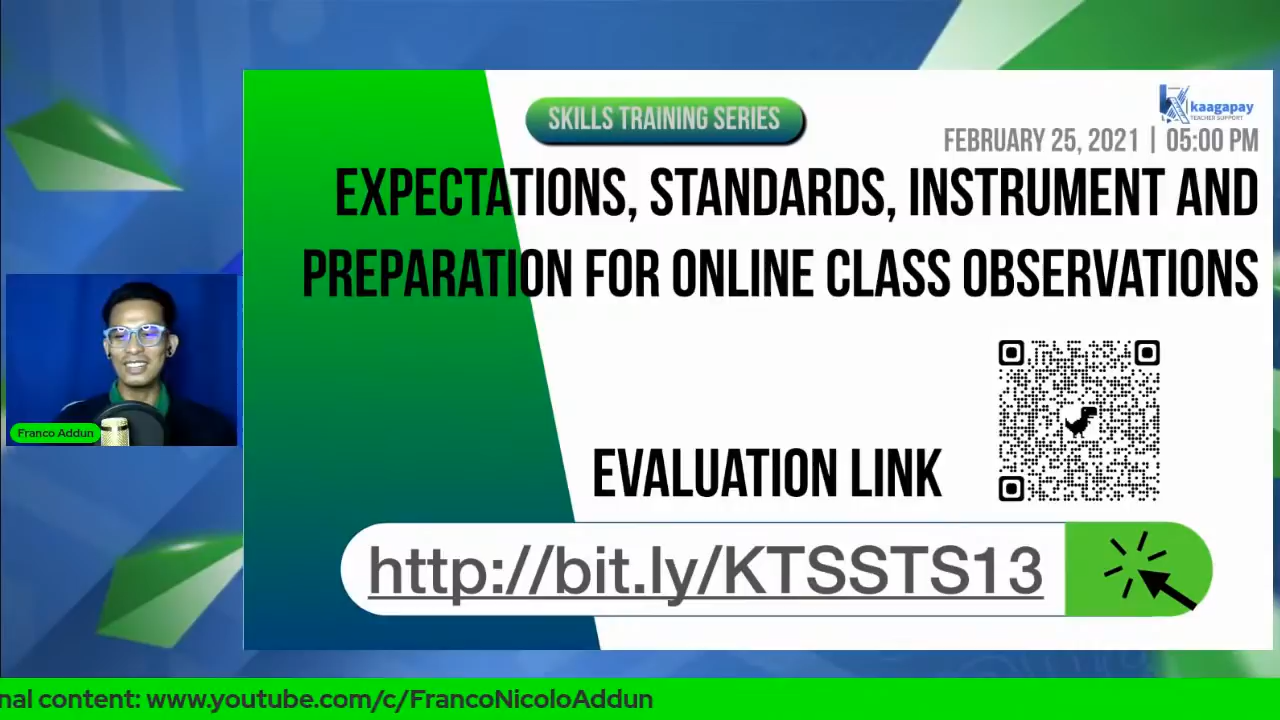 SKILLS TRAINING SERIES
kaagapay
TEACHER SUPPORT
FEBRUARY 25, 2021 | 05:00 PM
EXPECTATIONS, STANDARDS, INSTRUMENT AND
PREPARATION FOR ONLINE CLASS OBSERVATIONS
Franco Addun
EVALUATION LINK
http://bit.ly/KTSSTS13
nal content: www.youtube.com/c/FrancoNicoloAddun